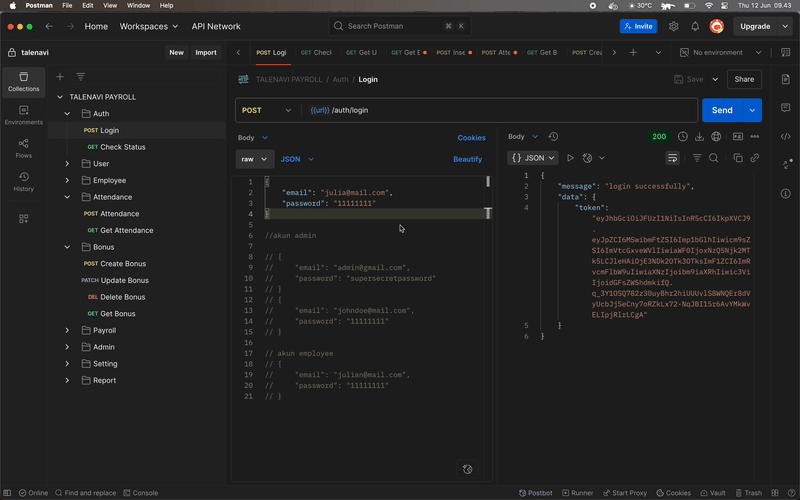 Postman File Edit View Window Help 30°C Thu 12 Jun 09.43
Home Workspaces API Network Search Postman ⌘ K Invite Upgrade
talenavi New Import POST Logi GET Check GET Get U GET Get E POST Inse POST Atte GET Get B POST Crea No environment
Collections
Environments
Flows
History
TALENAVI PAYROLL
Auth
POST Login
GET Check Status
User
Employee
Attendance
POST Attendance
GET Get Attendance
Bonus
POST Create Bonus
PATCH Update Bonus
DEL Delete Bonus
GET Get Bonus
Payroll
Admin
Setting
Report
TALENAVI PAYROLL / Auth / Login Save Share
POST {{url}} /auth/login Send
Body Cookies
raw JSON Beautify
1 {
2 "email": "julia@mail.com",
3 "password": "11111111"
4 }
5
6 //akun admin
7
8 // {
9 // "email": "admin@gmail.com",
10 // "password": "supersecretpassword"
11 // }
12 // {
13 // "email": "johndoe@mail.com",
14 // "password": "11111111"
15 // }
16
17 // akun employee
18 // {
19 // "email": "julian@mail.com",
20 // "password": "11111111"
21 // }
Body 200
{} JSON
1 {
2 "message": "login successfully",
3 "data": {
4 "token":
5 }
6 }
Online Find and replace Console Postbot Runner Start Proxy Cookies Vault Trash